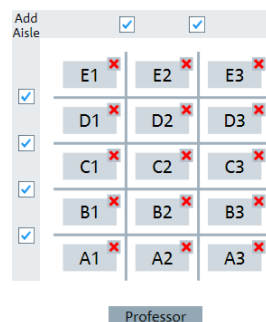 Add
Aisle
E1 E2 E3
D1 D2 D3
C1 C2 C3
B1 B2 B3
A1 A2 A3
Professor